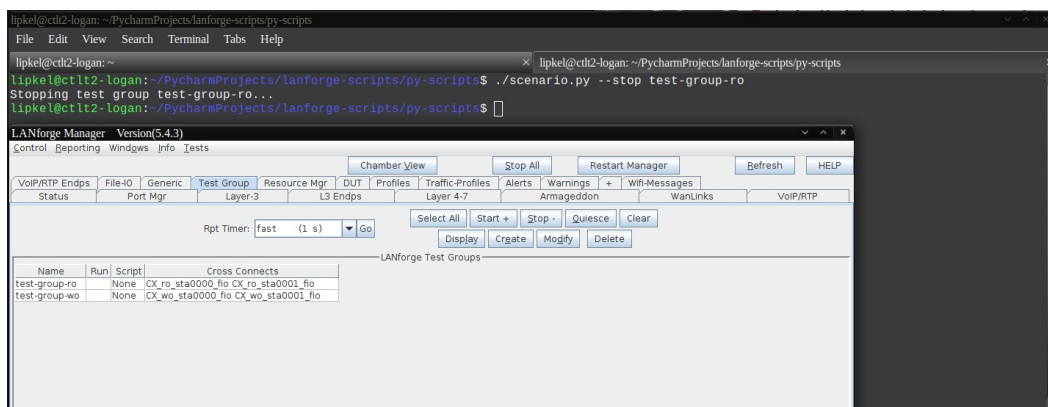 lipkel@ctlt2-logan: ~/PycharmProjects/lanforge-scripts/py-scripts
File Edit View Search Terminal Tabs Help
lipkel@ctlt2-logan: ~ × lipkel@ctlt2-logan: ~/PycharmProjects/lanforge-scripts/py-scripts
lipkel@ctlt2-logan:~/PycharmProjects/lanforge-scripts/py-scripts$ ./scenario.py --stop test-group-ro
Stopping test group test-group-ro...
lipkel@ctlt2-logan:~/PycharmProjects/lanforge-scripts/py-scripts$
LANforge Manager Version(5.4.3)
Control Reporting Windows Info Tests
Chamber View Stop All Restart Manager Refresh HELP
VoIP/RTP Endps File-IO Generic Test Group Resource Mgr DUT Profiles Traffic-Profiles Alerts Warnings + Wifi-Messages
Status Port Mgr Layer-3 L3 Endps Layer 4-7 Armageddon WanLinks VoIP/RTP
Rpt Timer: fast (1 s) Go Select All Start + Stop - Quiesce Clear
Display Create Modify Delete
LANforge Test Groups
Name Run Script Cross Connects
test-group-ro None CX_ro_sta0000_fio CX_ro_sta0001_fio
test-group-wo None CX_wo_sta0000_fio CX_wo_sta0001_fio